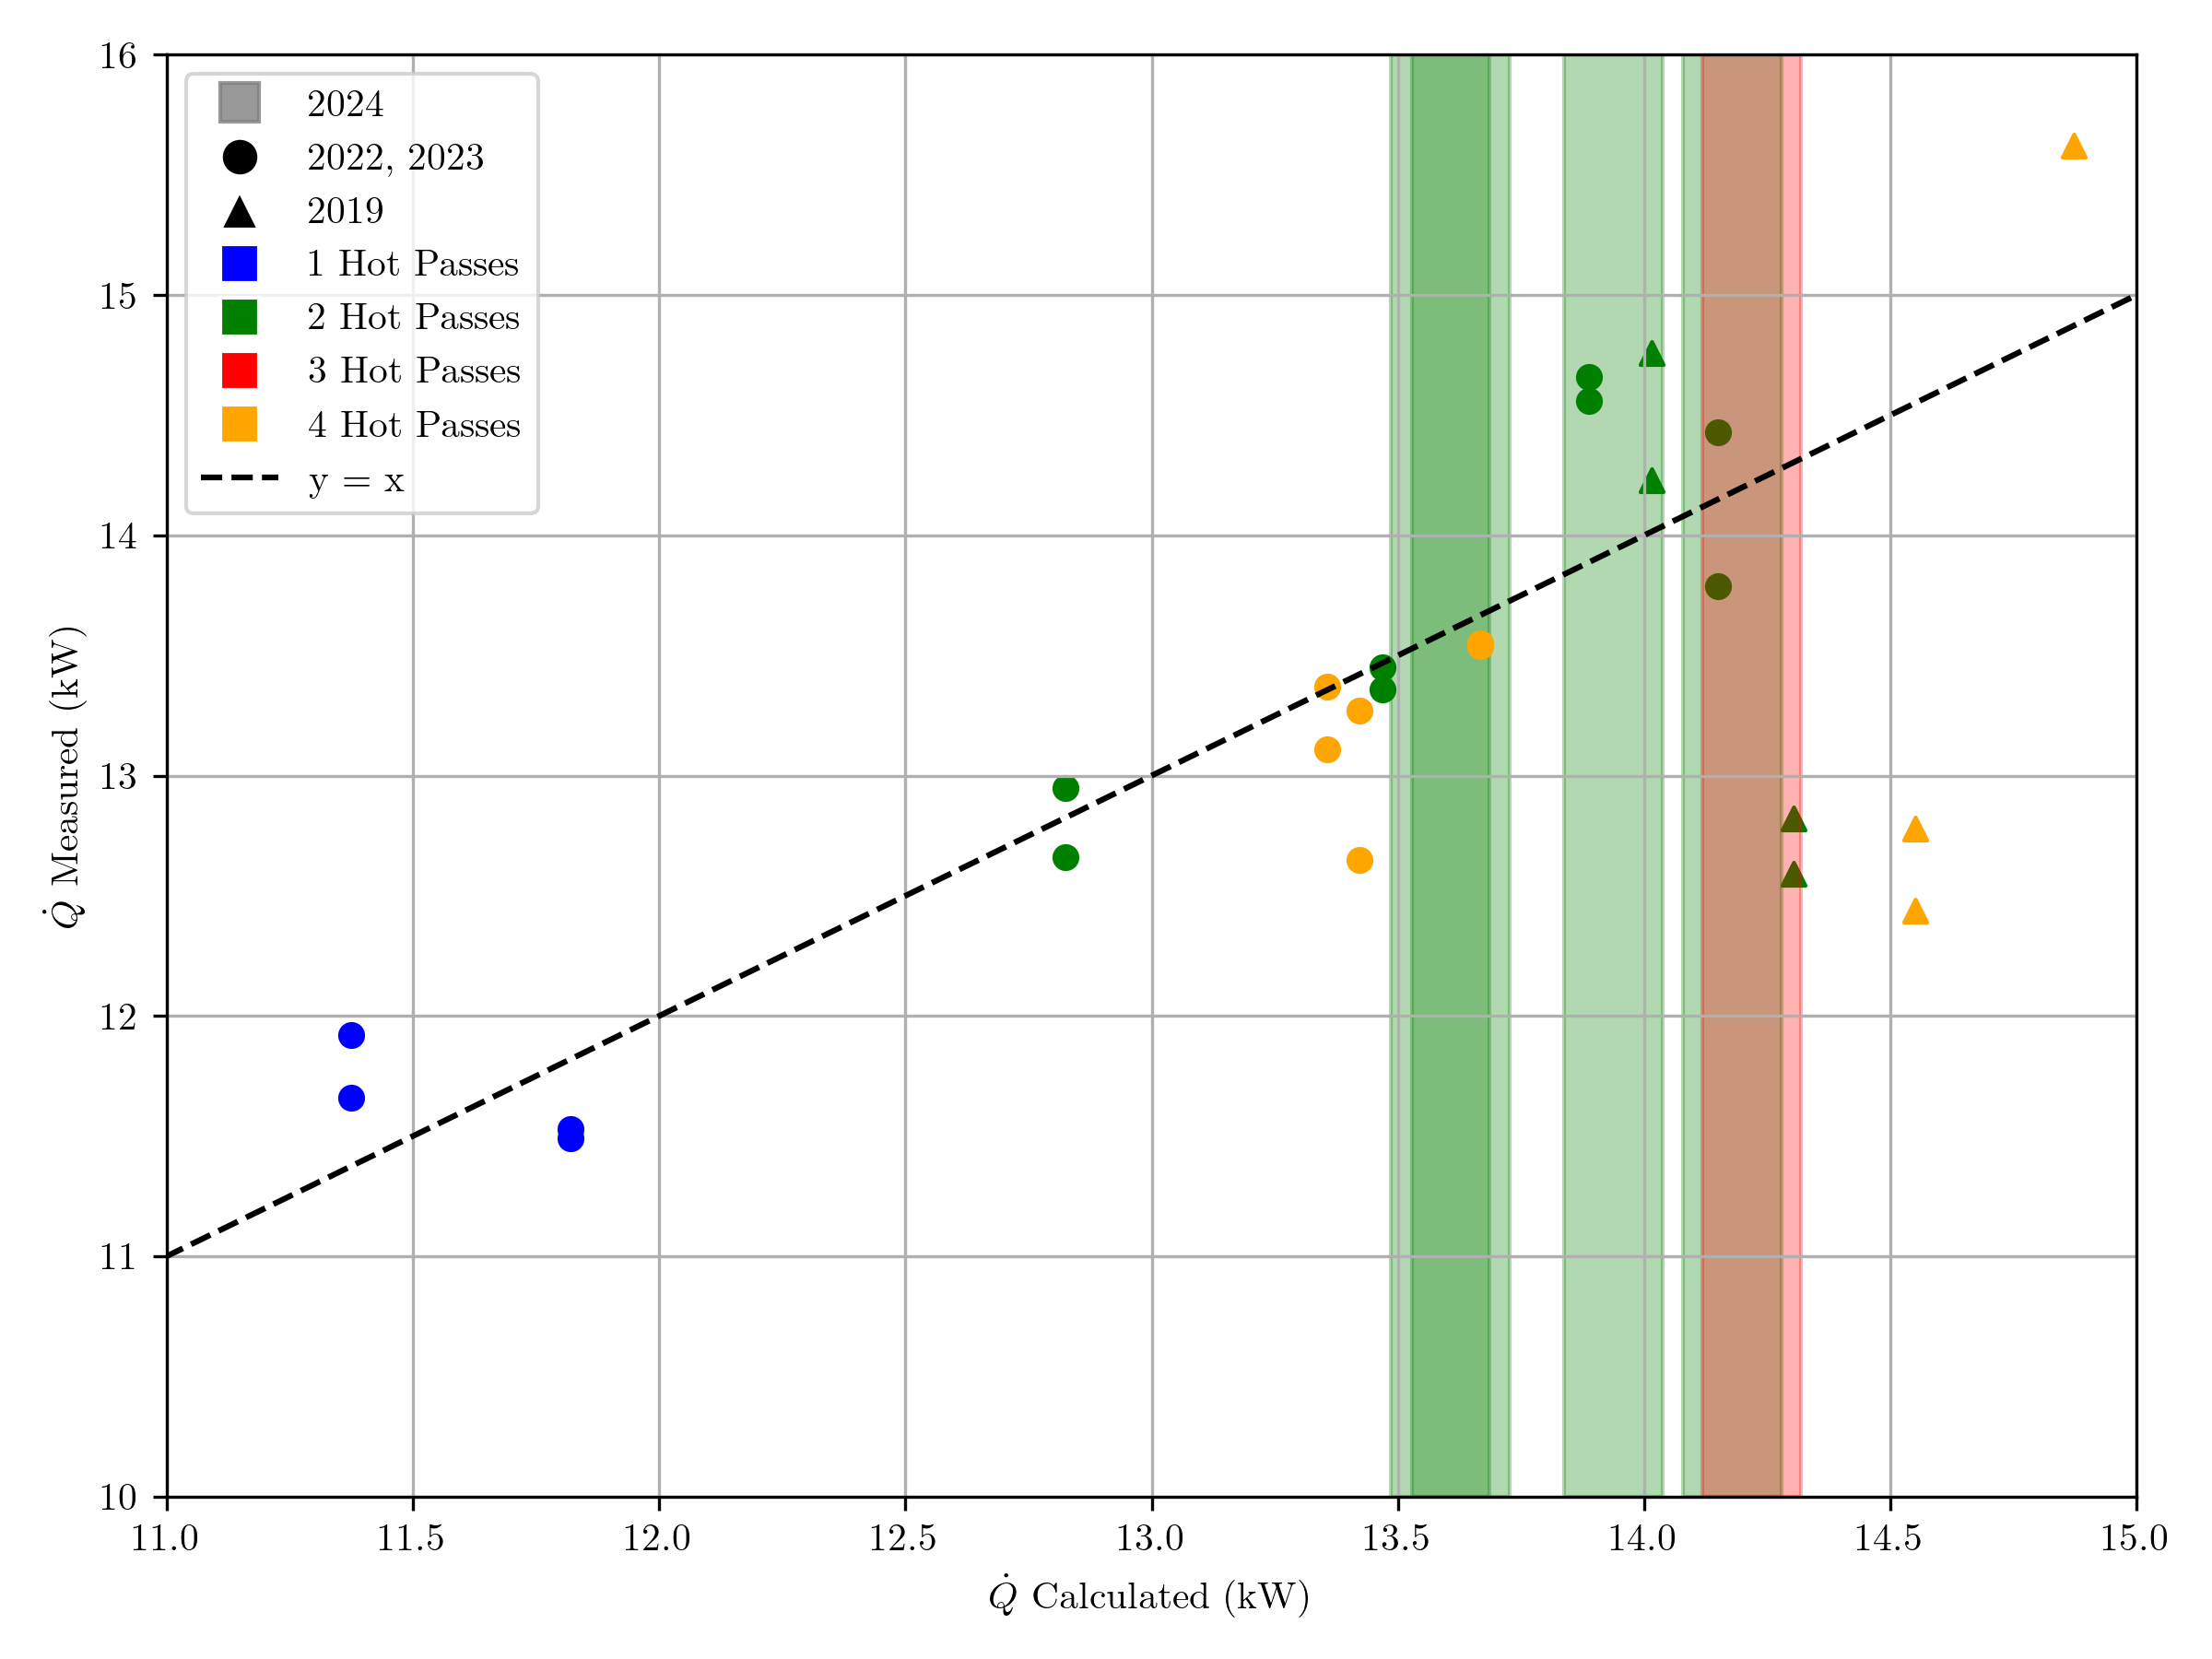 2024
2022, 2023
2019
1 Hot Passes
2 Hot Passes
3 Hot Passes
4 Hot Passes
y = x
16
15
14
13
12
11
10
Q̇ Measured (kW)
11.0 11.5 12.0 12.5 13.0 13.5 14.0 14.5 15.0
Q̇ Calculated (kW)